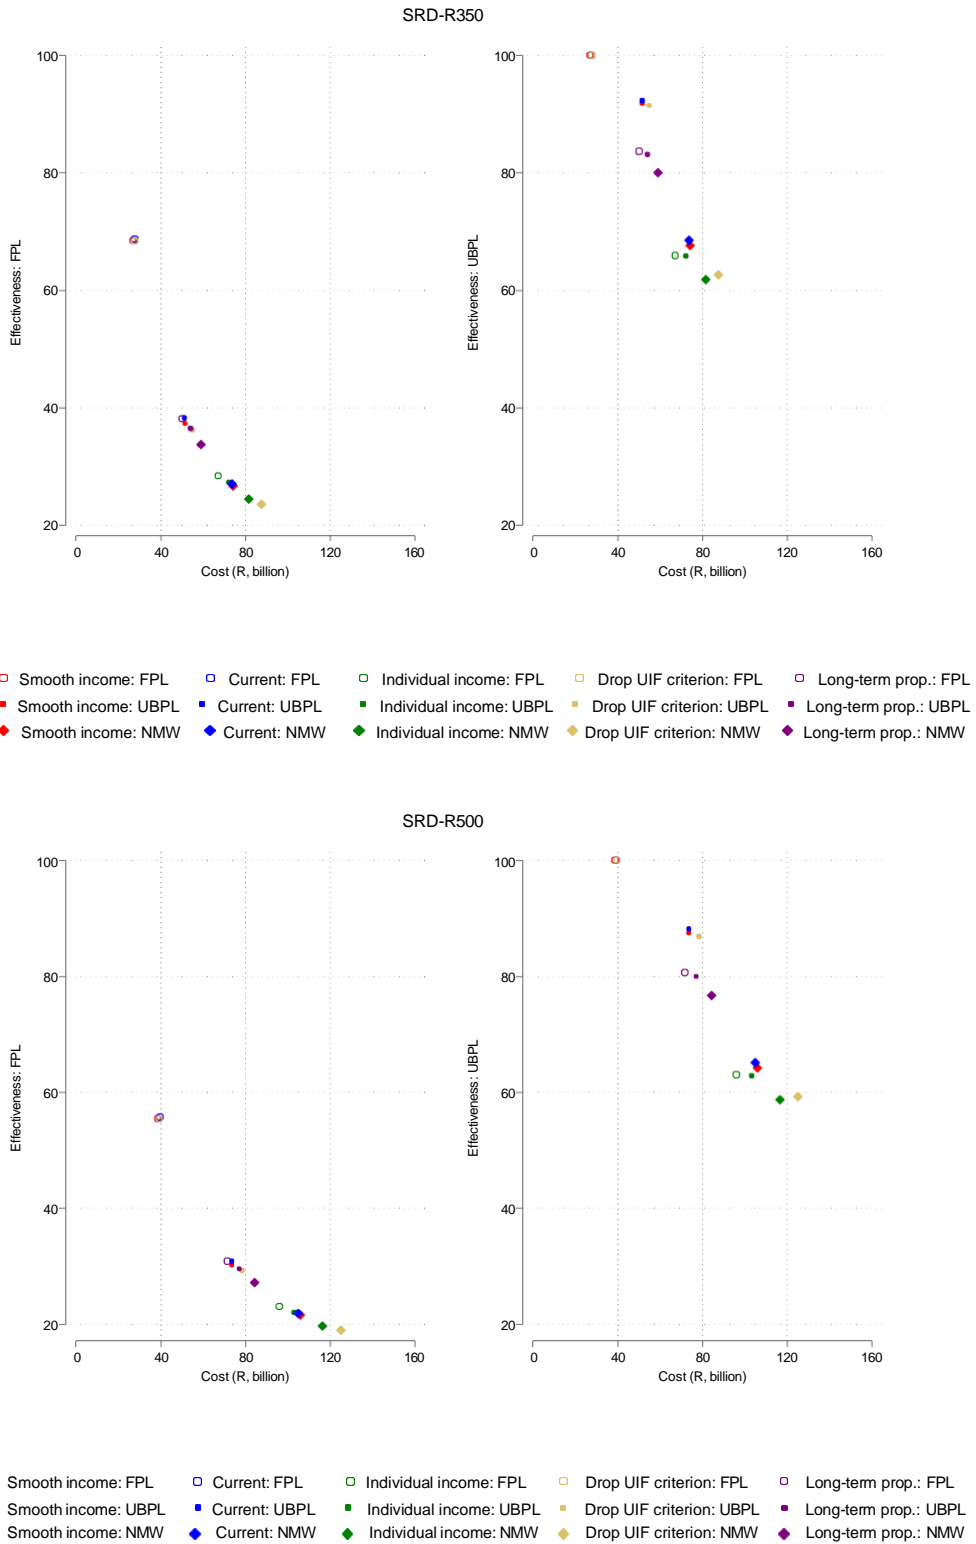 SRD-R350
100
80
60
40
20
Effectiveness: FPL
0 40 80 120 160
Cost (R, billion)
100
80
60
40
20
Effectiveness: UBPL
0 40 80 120 160
Cost (R, billion)
Smooth income: FPL Current: FPL Individual income: FPL Drop UIF criterion: FPL Long-term prop.: FPL
Smooth income: UBPL Current: UBPL Individual income: UBPL Drop UIF criterion: UBPL Long-term prop.: UBPL
Smooth income: NMW Current: NMW Individual income: NMW Drop UIF criterion: NMW Long-term prop.: NMW
SRD-R500
100
80
60
40
20
Effectiveness: FPL
0 40 80 120 160
Cost (R, billion)
100
80
60
40
20
Effectiveness: UBPL
0 40 80 120 160
Cost (R, billion)
Smooth income: FPL Current: FPL Individual income: FPL Drop UIF criterion: FPL Long-term prop.: FPL
Smooth income: UBPL Current: UBPL Individual income: UBPL Drop UIF criterion: UBPL Long-term prop.: UBPL
Smooth income: NMW Current: NMW Individual income: NMW Drop UIF criterion: NMW Long-term prop.: NMW